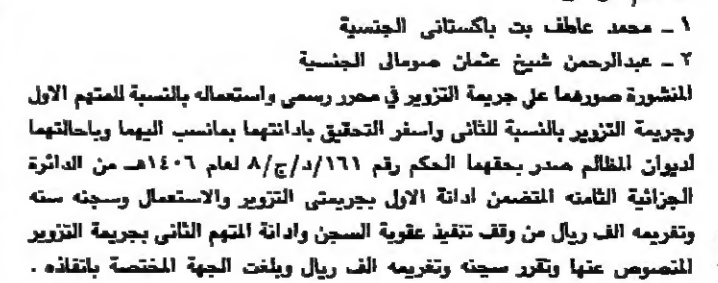 ١ ـ محمد عاطف بت باكستانى الجنسية
٢ ـ عبدالرحمن شيخ عثمان صومالى الجنسية
المنشورة صورهما على جريمة التزوير في محرر رسمى واستعماله بالنسبة للمتهم الاول
وجريمة التزوير بالنسبة للثانى واسفر التحقيق بادانتهما بمانسب اليهما وباحالتهما
لديوان المظالم صدر بحقهما الحكم رقم ١٦١/د/ج/٨ لعام ١٤٠٦هـ من الدائرة
الجزائية الثامنه المتضمن ادانة الاول بجريمتى التزوير والاستعمال وسجنه سنه
وتغريمه الف ريال من وقف تنفيذ عقوبة السجن وادانة المتهم الثانى بجريمة التزوير
المنصوص عنها وتقرر سجنه وتغريمه الف ريال وبلغت الجهة المختصة بانقاذه .